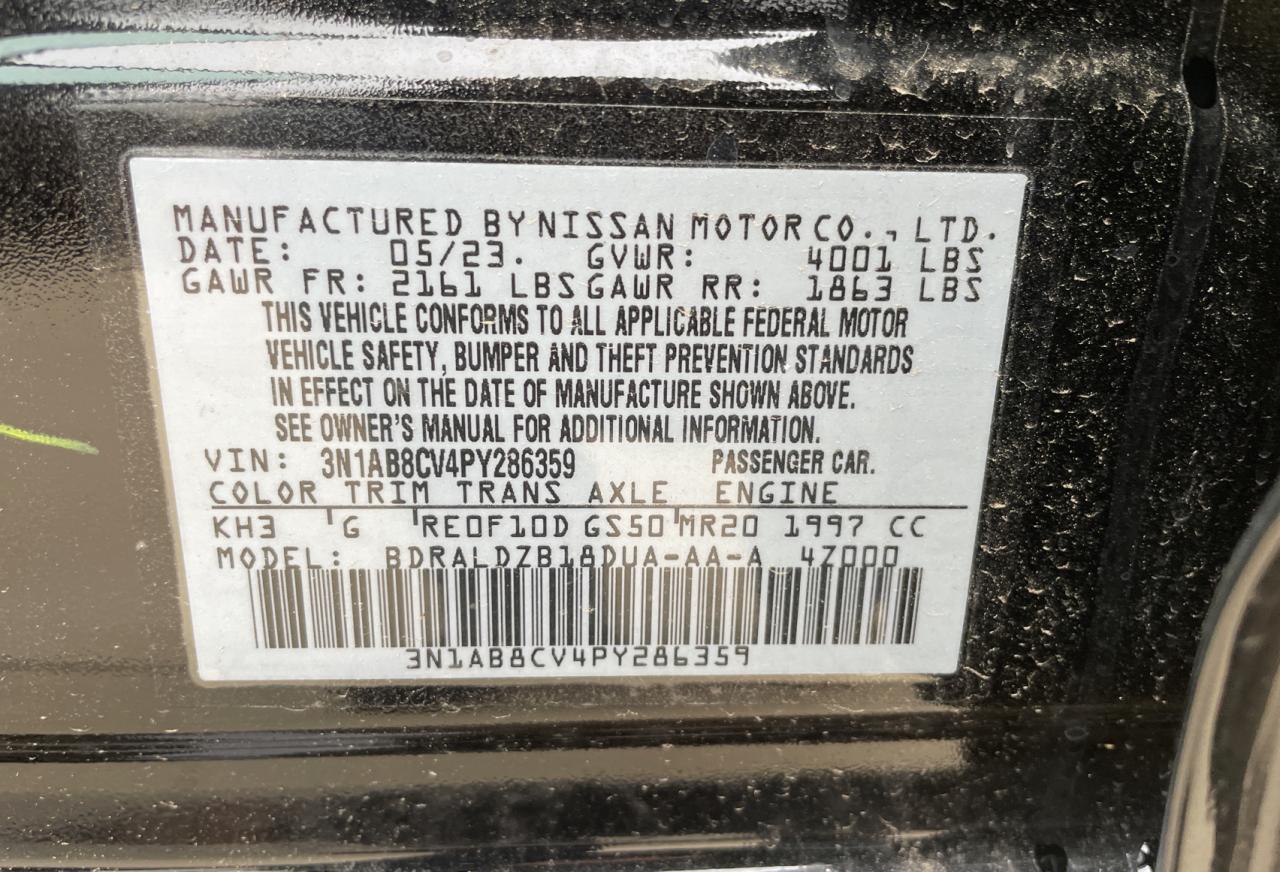 MANUFACTURED BY NISSAN MOTOR CO., LTD.
DATE: 05/23. GVWR: 4001 LBS
GAWR FR: 2161 LBS GAWR RR: 1863 LBS
THIS VEHICLE CONFORMS TO ALL APPLICABLE FEDERAL MOTOR
VEHICLE SAFETY, BUMPER AND THEFT PREVENTION STANDARDS
IN EFFECT ON THE DATE OF MANUFACTURE SHOWN ABOVE.
SEE OWNER'S MANUAL FOR ADDITIONAL INFORMATION.
VIN: 3N1AB8CV4PY286359 PASSENGER CAR.
COLOR TRIM TRANS AXLE ENGINE
KH3 G RE0F10D GS50 MR20 1997 CC
MODEL: BDRALDZB18DUA-AA-A 4Z000
3N1AB8CV4PY286359